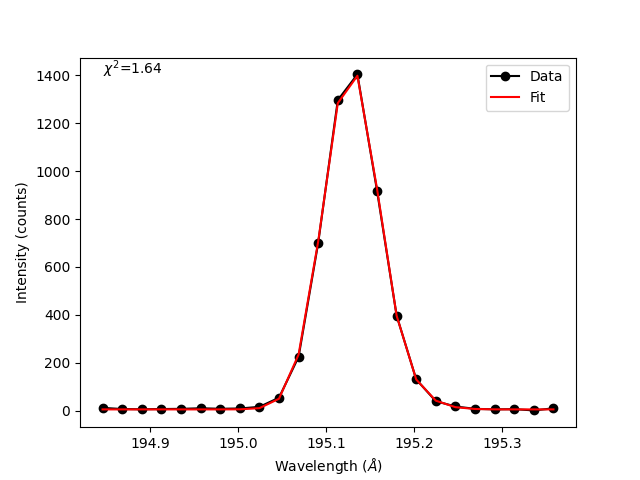 χ²=1.64
Data
Fit
1400
1200
1000
800
600
400
200
0
194.9 195.0 195.1 195.2 195.3
Intensity (counts)
Wavelength (Å)